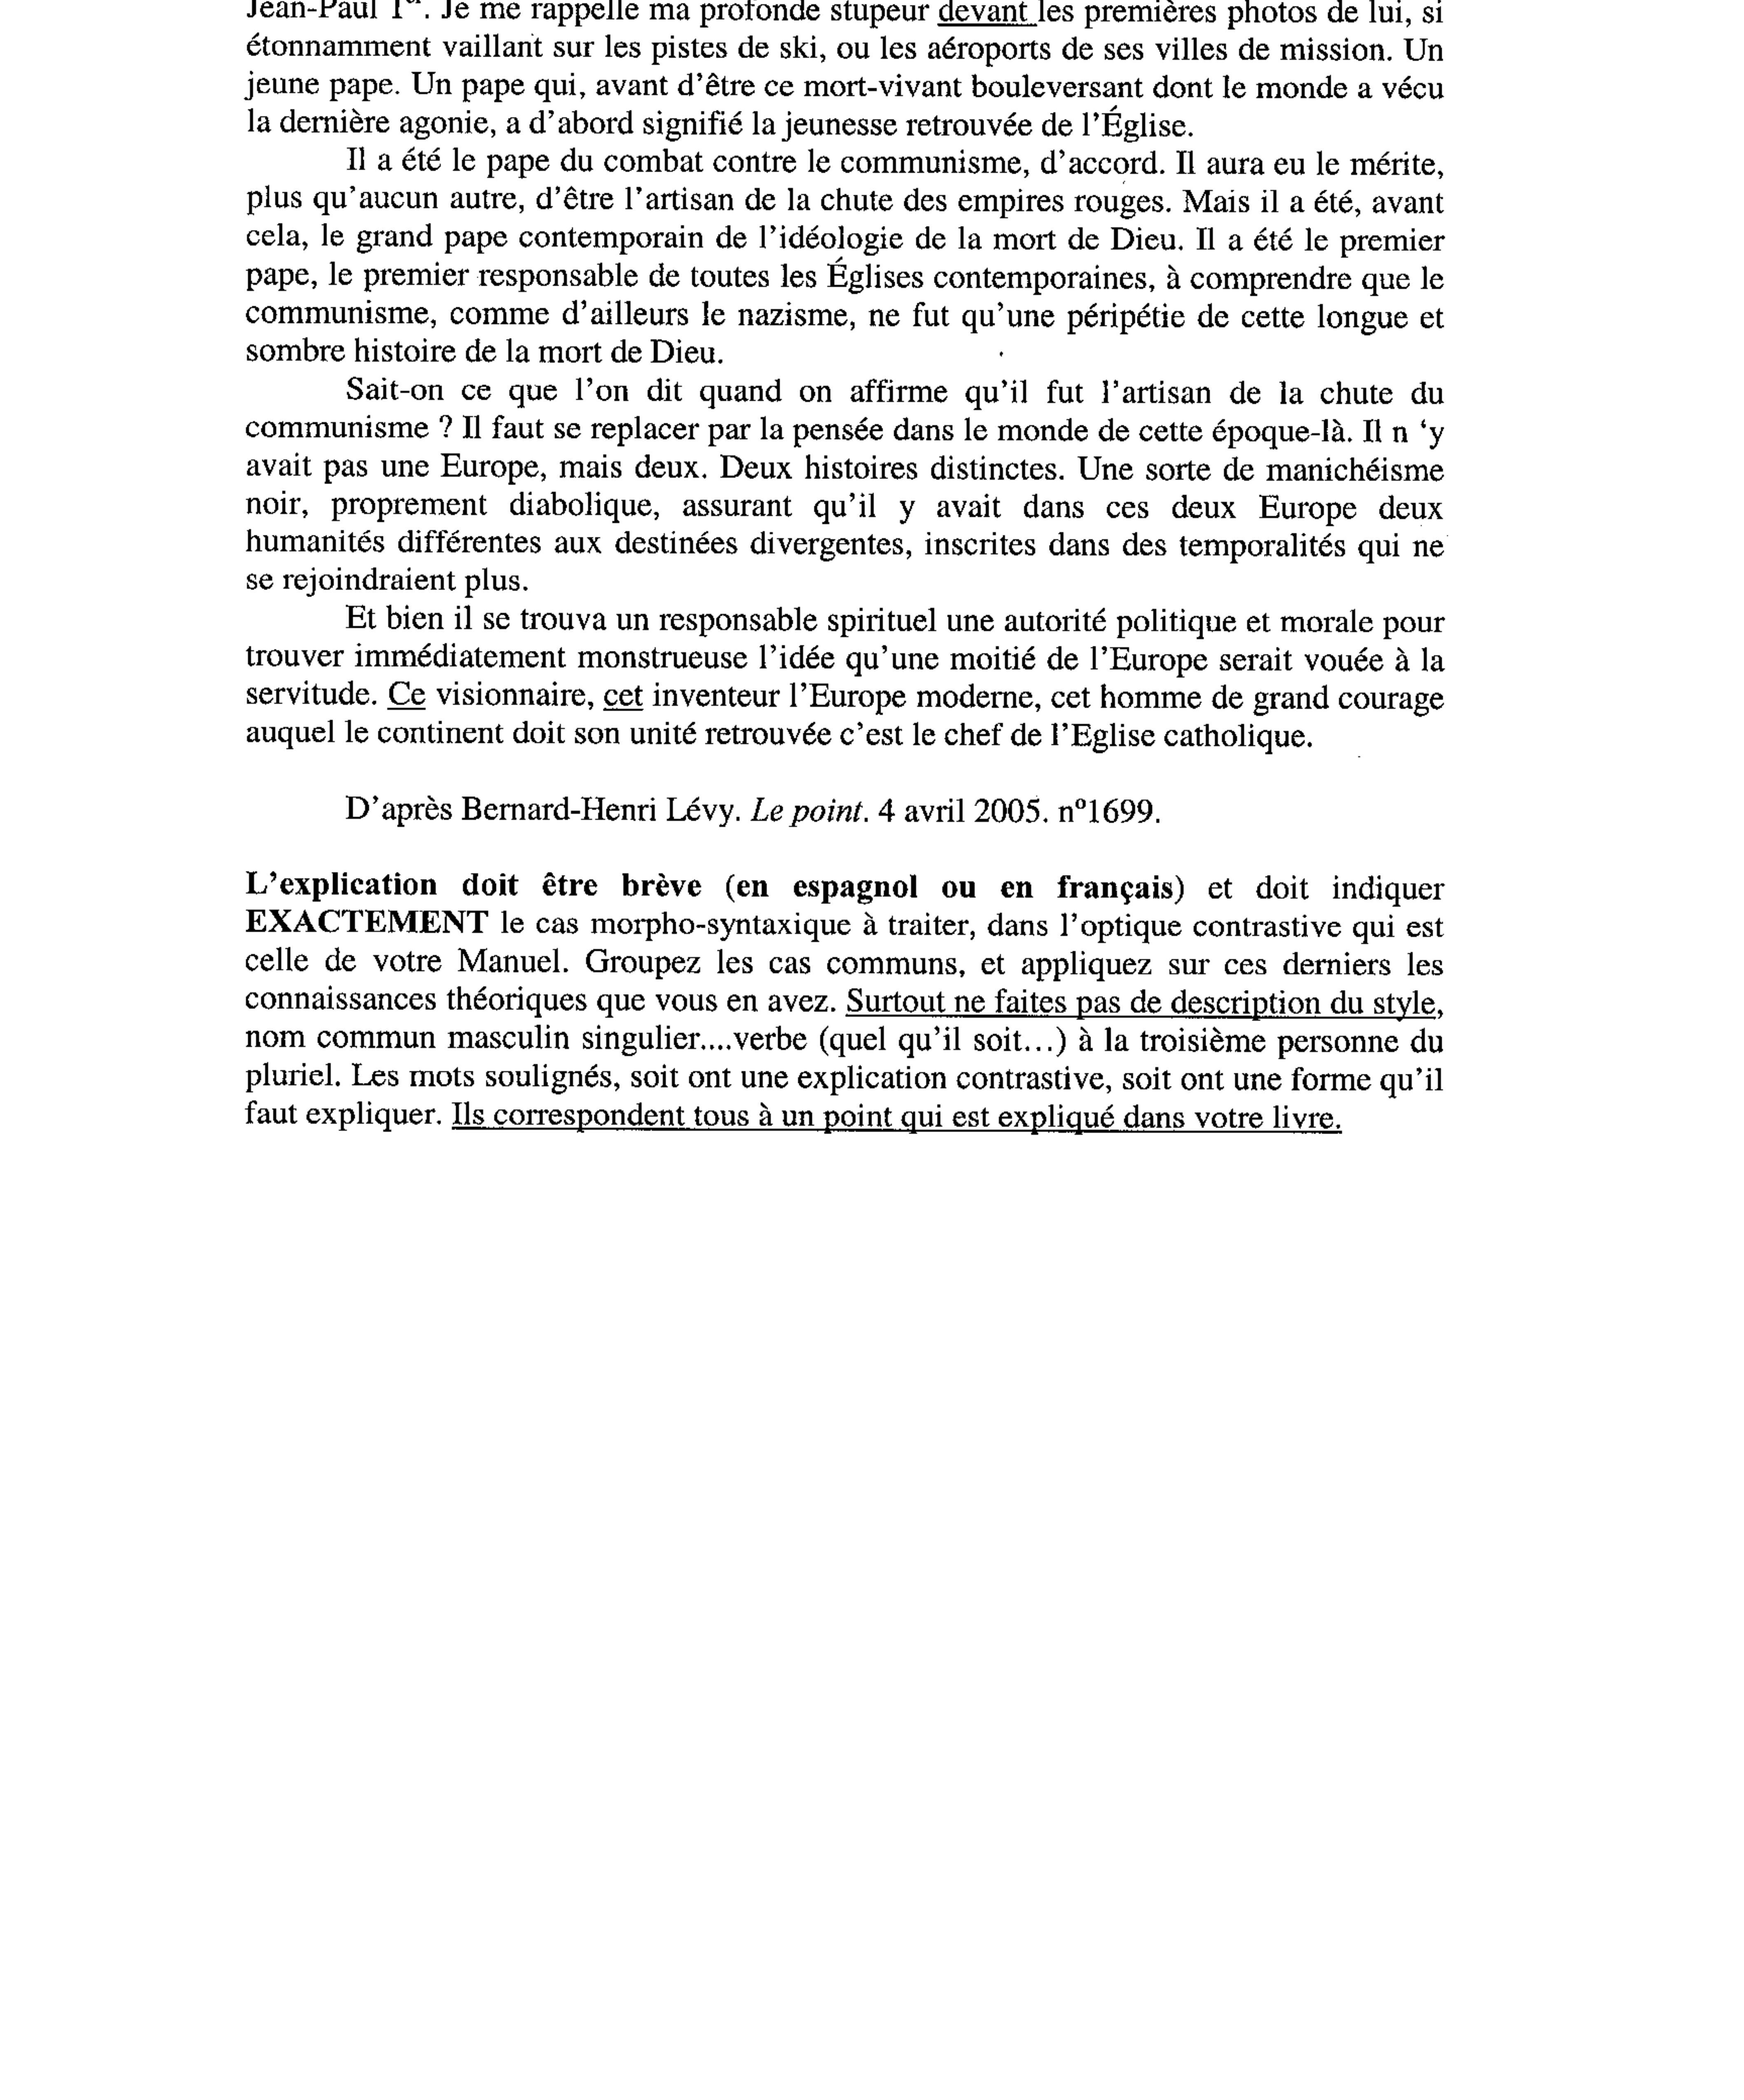 Jean-Paul 1er. Je me rappelle ma profonde stupeur devant les premières photos de lui, si
étonnamment vaillant sur les pistes de ski, ou les aéroports de ses villes de mission. Un
jeune pape. Un pape qui, avant d'être ce mort-vivant bouleversant dont le monde a vécu
la dernière agonie, a d'abord signifié la jeunesse retrouvée de l'Église.
Il a été le pape du combat contre le communisme, d'accord. Il aura eu le mérite,
plus qu'aucun autre, d'être l'artisan de la chute des empires rouges. Mais il a été, avant
cela, le grand pape contemporain de l'idéologie de la mort de Dieu. Il a été le premier
pape, le premier responsable de toutes les Églises contemporaines, à comprendre que le
communisme, comme d'ailleurs le nazisme, ne fut qu'une péripétie de cette longue et
sombre histoire de la mort de Dieu.
Sait-on ce que l'on dit quand on affirme qu'il fut l'artisan de la chute du
communisme ? Il faut se replacer par la pensée dans le monde de cette époque-là. Il n ‘y
avait pas une Europe, mais deux. Deux histoires distinctes. Une sorte de manichéisme
noir, proprement diabolique, assurant qu'il y avait dans ces deux Europe deux
humanités différentes aux destinées divergentes, inscrites dans des temporalités qui ne
se rejoindraient plus.
Et bien il se trouva un responsable spirituel une autorité politique et morale pour
trouver immédiatement monstrueuse l'idée qu'une moitié de l'Europe serait vouée à la
servitude. Ce visionnaire, cet inventeur l'Europe moderne, cet homme de grand courage
auquel le continent doit son unité retrouvée c'est le chef de l'Eglise catholique.
D'après Bernard-Henri Lévy. Le point. 4 avril 2005. nº1699.
L'explication doit être brève (en espagnol ou en français) et doit indiquer
EXACTEMENT le cas morpho-syntaxique à traiter, dans l'optique contrastive qui est
celle de votre Manuel. Groupez les cas communs, et appliquez sur ces derniers les
connaissances théoriques que vous en avez. Surtout ne faites pas de description du style,
nom commun masculin singulier....verbe (quel qu'il soit...) à la troisième personne du
pluriel. Les mots soulignés, soit ont une explication contrastive, soit ont une forme qu'il
faut expliquer. Ils correspondent tous à un point qui est expliqué dans votre livre.